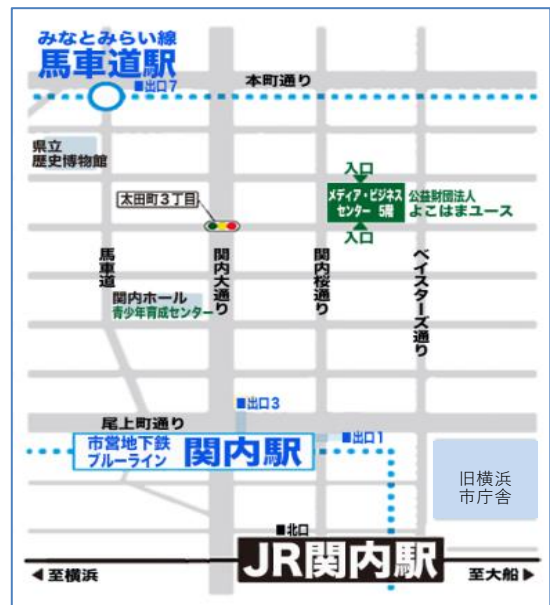 みなとみらい線
馬車道駅
■出口7
本町通り
県立
歴史博物館
入口
メディア・ビジネス
センター 5階
公益財団法人
よこはまユース
入口
太田町3丁目
馬車道
関内大通り
関内桜通り
ベイスターズ通り
関内ホール
青少年育成センター
■出口3
尾上町通り
市営地下鉄
ブルーライン
関内駅
■出口1
旧横浜
市庁舎
■北口
JR関内駅
◀至横浜
至大船▶